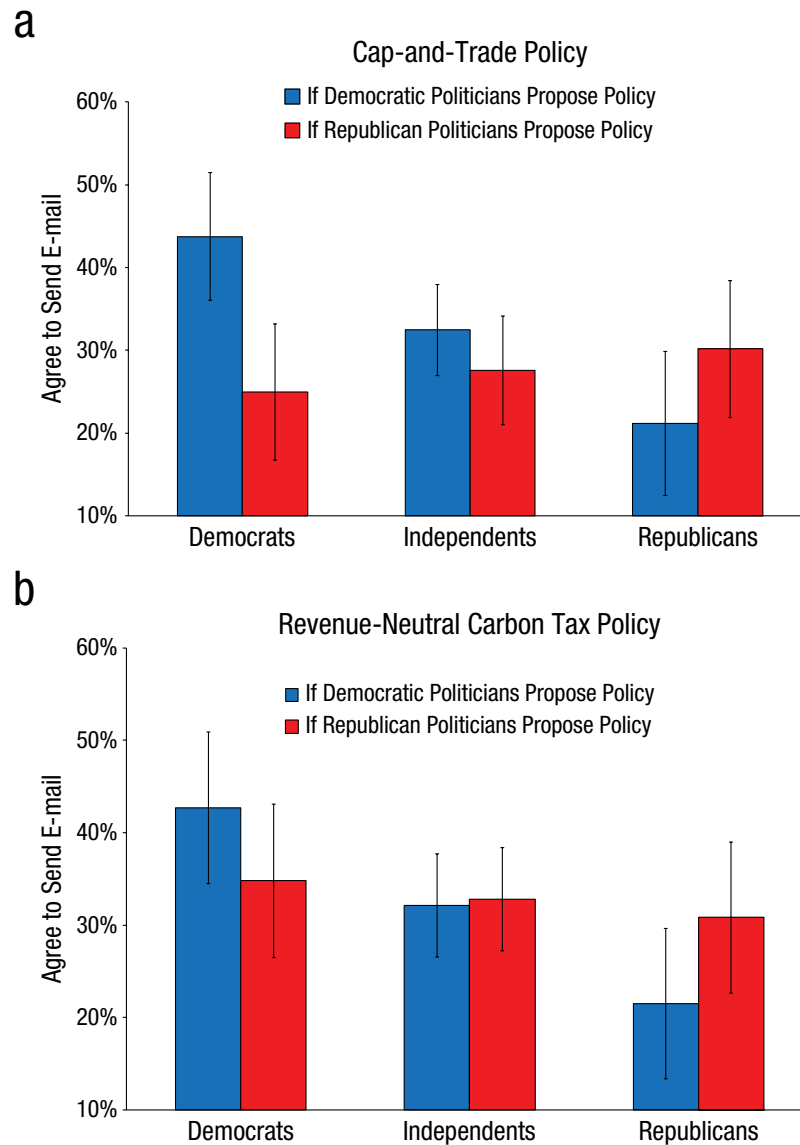 a
Cap-and-Trade Policy
If Democratic Politicians Propose Policy
If Republican Politicians Propose Policy
Agree to Send E-mail
60%
50%
40%
30%
20%
10%
Democrats
Independents
Republicans
b
Revenue-Neutral Carbon Tax Policy
If Democratic Politicians Propose Policy
If Republican Politicians Propose Policy
Agree to Send E-mail
60%
50%
40%
30%
20%
10%
Democrats
Independents
Republicans